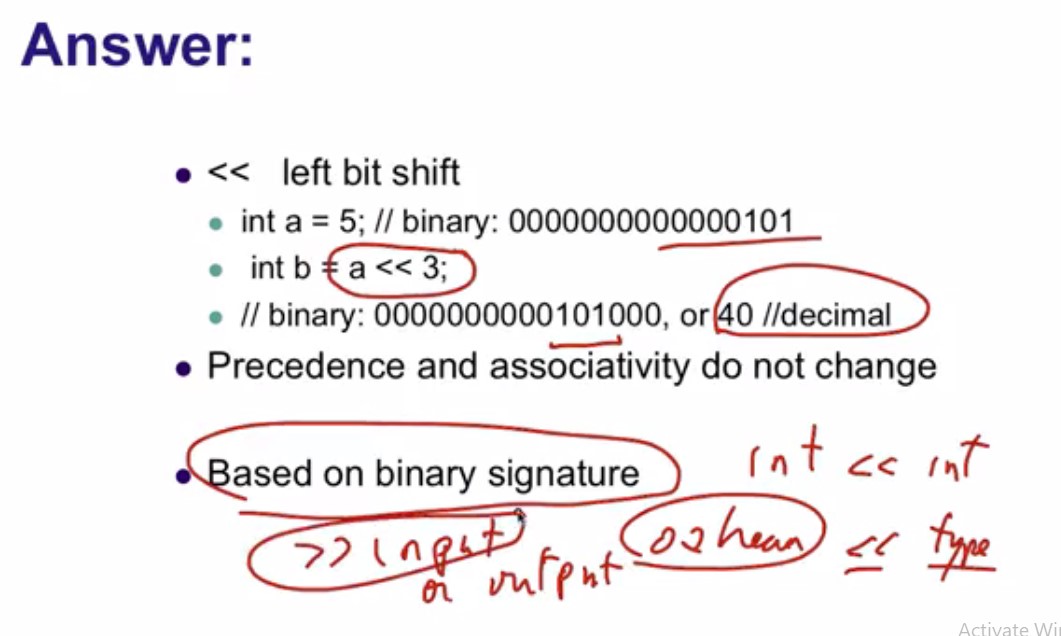 Answer:
<< left bit shift
int a = 5; // binary: 0000000000000101
int b = a << 3;
// binary: 0000000000101000, or 40 //decimal
Precedence and associativity do not change
Based on binary signature
int << int
>> input
or output
<< type
Activate Wi